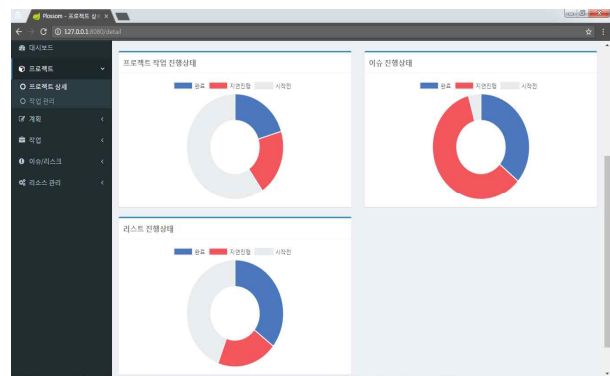 Plossom - 프로젝트 상
127.0.0.1:8080/detail
대시보드
프로젝트
프로젝트 상세
작업 관리
계획
작업
이슈/리스크
리소스 관리
프로젝트 작업 진행상태
완료 지연진행 시작전
이슈 진행상태
완료 지연진행 시작전
리스트 진행상태
완료 지연진행 시작전